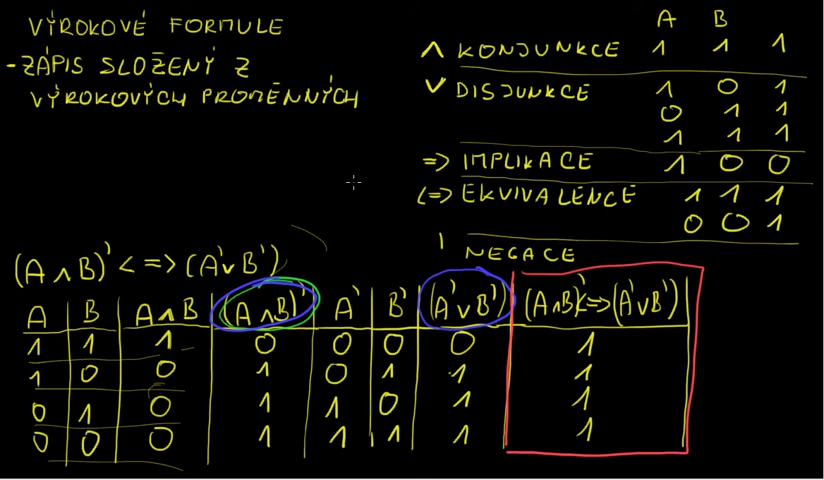 VÝROKOVÉ FORMULE
-ZÁPIS SLOŽENÝ Z
VÝROKOVÝCH PROMĚNNÝCH
A B
∧ KONJUNKCE 1 1 1
∨ DISJUNKCE 1 0 1
0 1 1
1 1 1
=> IMPLIKACE 1 0 0
<=> EKVIVALENCE 1 1 1
0 0 1
' NEGACE
(A∧B)' <=> (A'∨B')
A B A∧B (A∧B)' A' B' (A'∨B') (A∧B)'<=>(A'∨B')
1 1 1 0 0 0 0 1
1 0 0 1 0 1 1 1
0 1 0 1 1 0 1 1
0 0 0 1 1 1 1 1